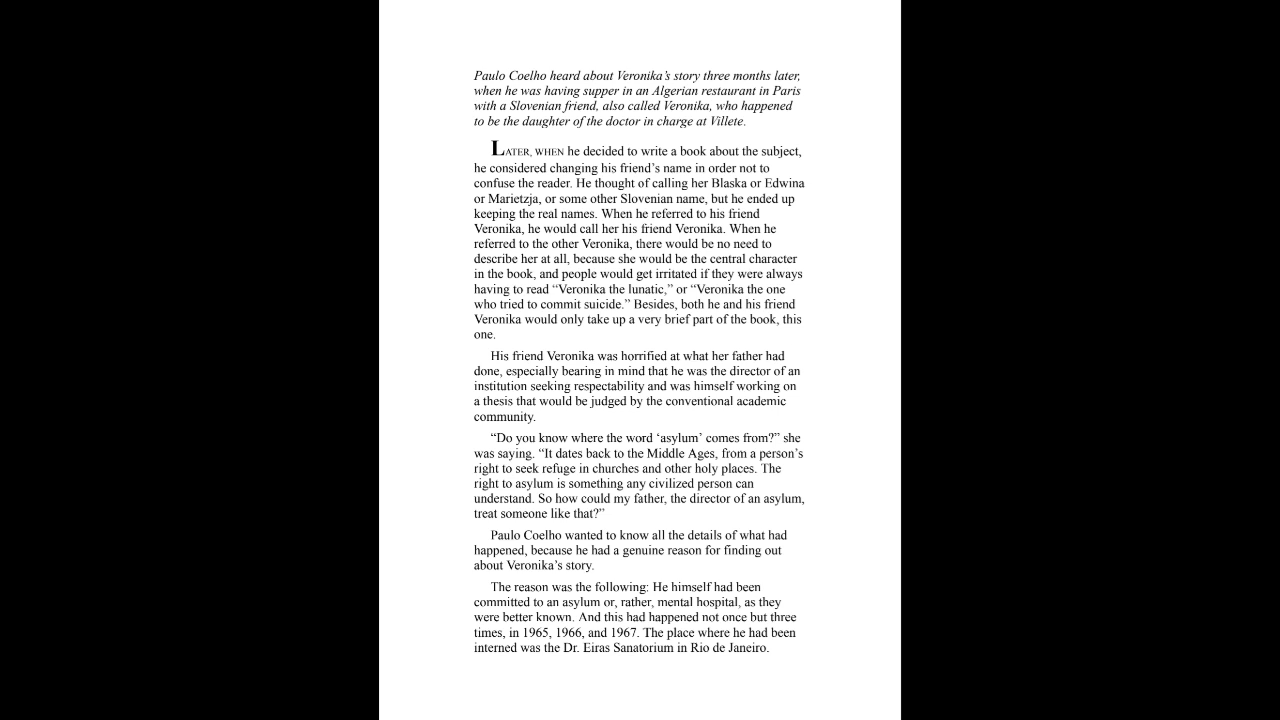 Paulo Coelho heard about Veronika’s story three months later,
when he was having supper in an Algerian restaurant in Paris
with a Slovenian friend, also called Veronika, who happened
to be the daughter of the doctor in charge at Villete.
LATER, WHEN he decided to write a book about the subject,
he considered changing his friend’s name in order not to
confuse the reader. He thought of calling her Blaska or Edwina
or Marietzja, or some other Slovenian name, but he ended up
keeping the real names. When he referred to his friend
Veronika, he would call her his friend Veronika. When he
referred to the other Veronika, there would be no need to
describe her at all, because she would be the central character
in the book, and people would get irritated if they were always
having to read “Veronika the lunatic,” or “Veronika the one
who tried to commit suicide.” Besides, both he and his friend
Veronika would only take up a very brief part of the book, this
one.
His friend Veronika was horrified at what her father had
done, especially bearing in mind that he was the director of an
institution seeking respectability and was himself working on
a thesis that would be judged by the conventional academic
community.
“Do you know where the word ‘asylum’ comes from?” she
was saying. “It dates back to the Middle Ages, from a person’s
right to seek refuge in churches and other holy places. The
right to asylum is something any civilized person can
understand. So how could my father, the director of an asylum,
treat someone like that?”
Paulo Coelho wanted to know all the details of what had
happened, because he had a genuine reason for finding out
about Veronika’s story.
The reason was the following: He himself had been
committed to an asylum or, rather, mental hospital, as they
were better known. And this had happened not once but three
times, in 1965, 1966, and 1967. The place where he had been
interned was the Dr. Eiras Sanatorium in Rio de Janeiro.